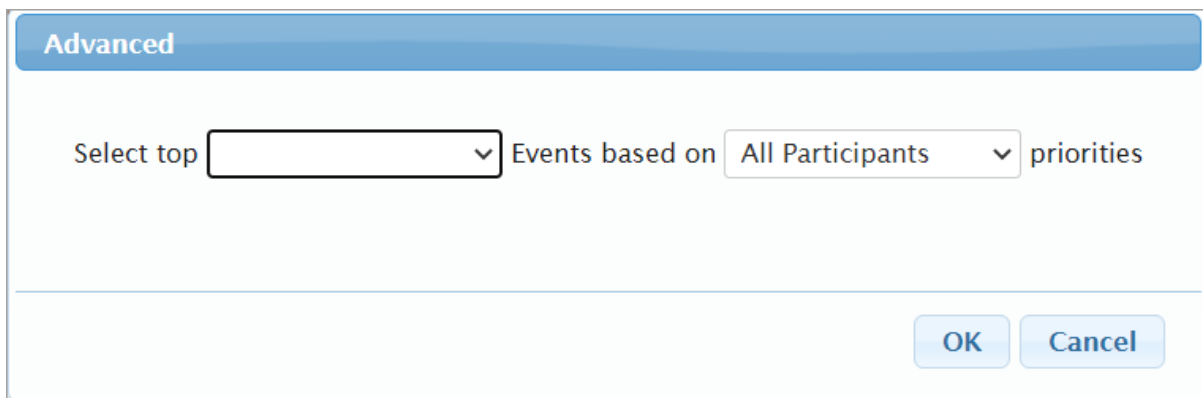 Advanced
Select top Events based on All Participants priorities
OK Cancel